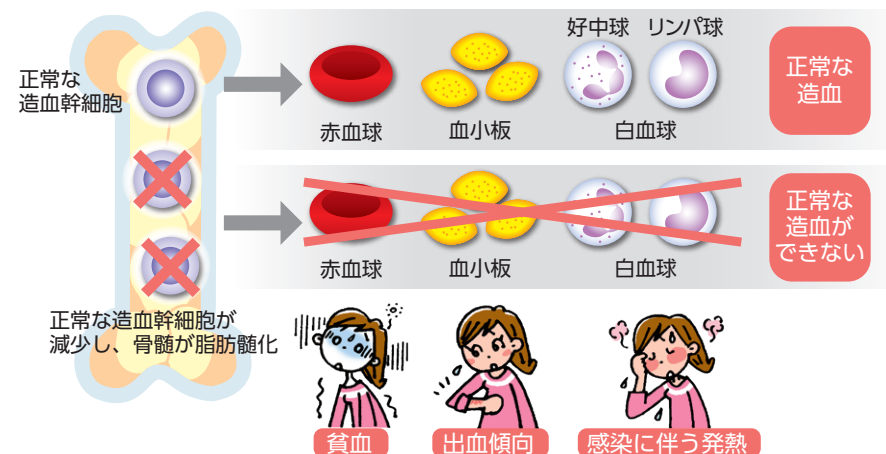 正常な
造血幹細胞
赤血球
血小板
好中球
リンパ球
白血球
正常な
造血
赤血球
血小板
白血球
正常な
造血が
できない
正常な造血幹細胞が
減少し、骨髄が脂肪髄化
貧血
出血傾向
感染に伴う発熱